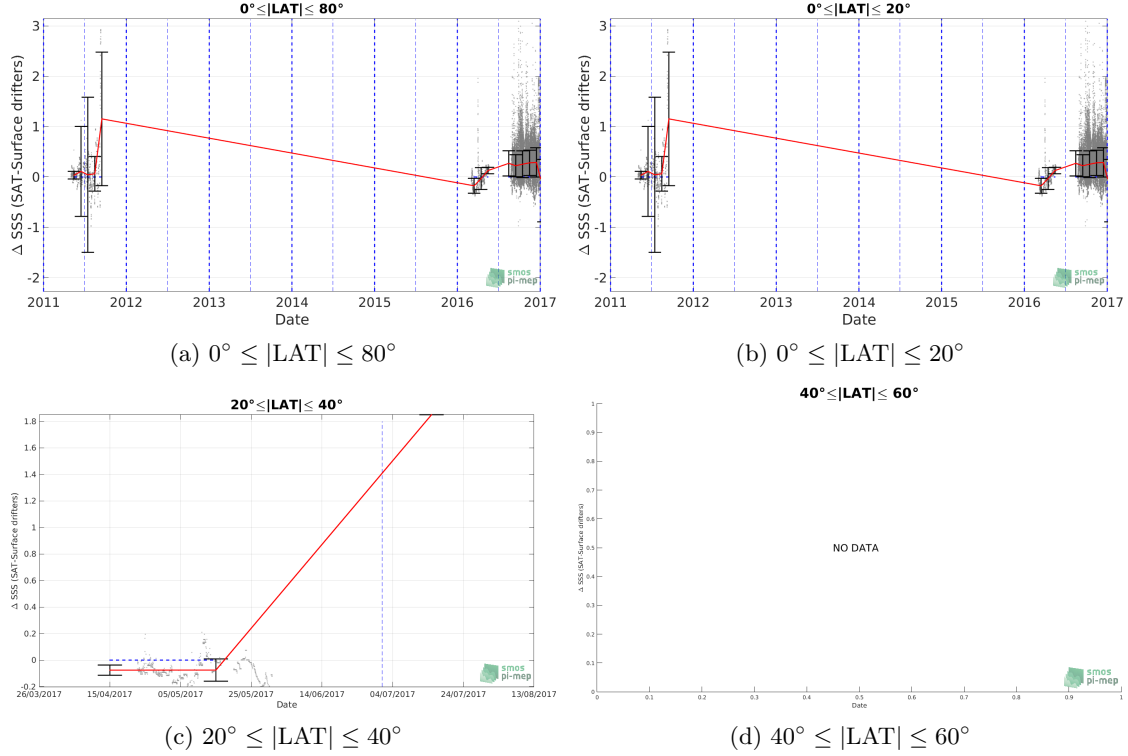 0°≤|LAT|≤ 80°
3
2
1
0
-1
-2
Δ SSS (SAT-Surface drifters)
2011 2012 2013 2014 2015 2016 2017
Date
smos
pi-mep
(a) 0° ≤ |LAT| ≤ 80°
0°≤|LAT|≤ 20°
3
2
1
0
-1
-2
Δ SSS (SAT-Surface drifters)
2011 2012 2013 2014 2015 2016 2017
Date
smos
pi-mep
(b) 0° ≤ |LAT| ≤ 20°
20°≤|LAT|≤ 40°
1.8
1.6
1.4
1.2
1
0.8
0.6
0.4
0.2
0
-0.2
Δ SSS (SAT-Surface drifters)
26/03/2017 15/04/2017 05/05/2017 25/05/2017 14/06/2017 04/07/2017 24/07/2017 13/08/2017
Date
smos
pi-mep
(c) 20° ≤ |LAT| ≤ 40°
40°≤|LAT|≤ 60°
1
0.9
0.8
0.7
0.6
0.5
0.4
0.3
0.2
0.1
0
Δ SSS (SAT-Surface drifters)
NO DATA
0 0.1 0.2 0.3 0.4 0.5 0.6 0.7 0.8 0.9 1
Date
smos
pi-mep
(d) 40° ≤ |LAT| ≤ 60°